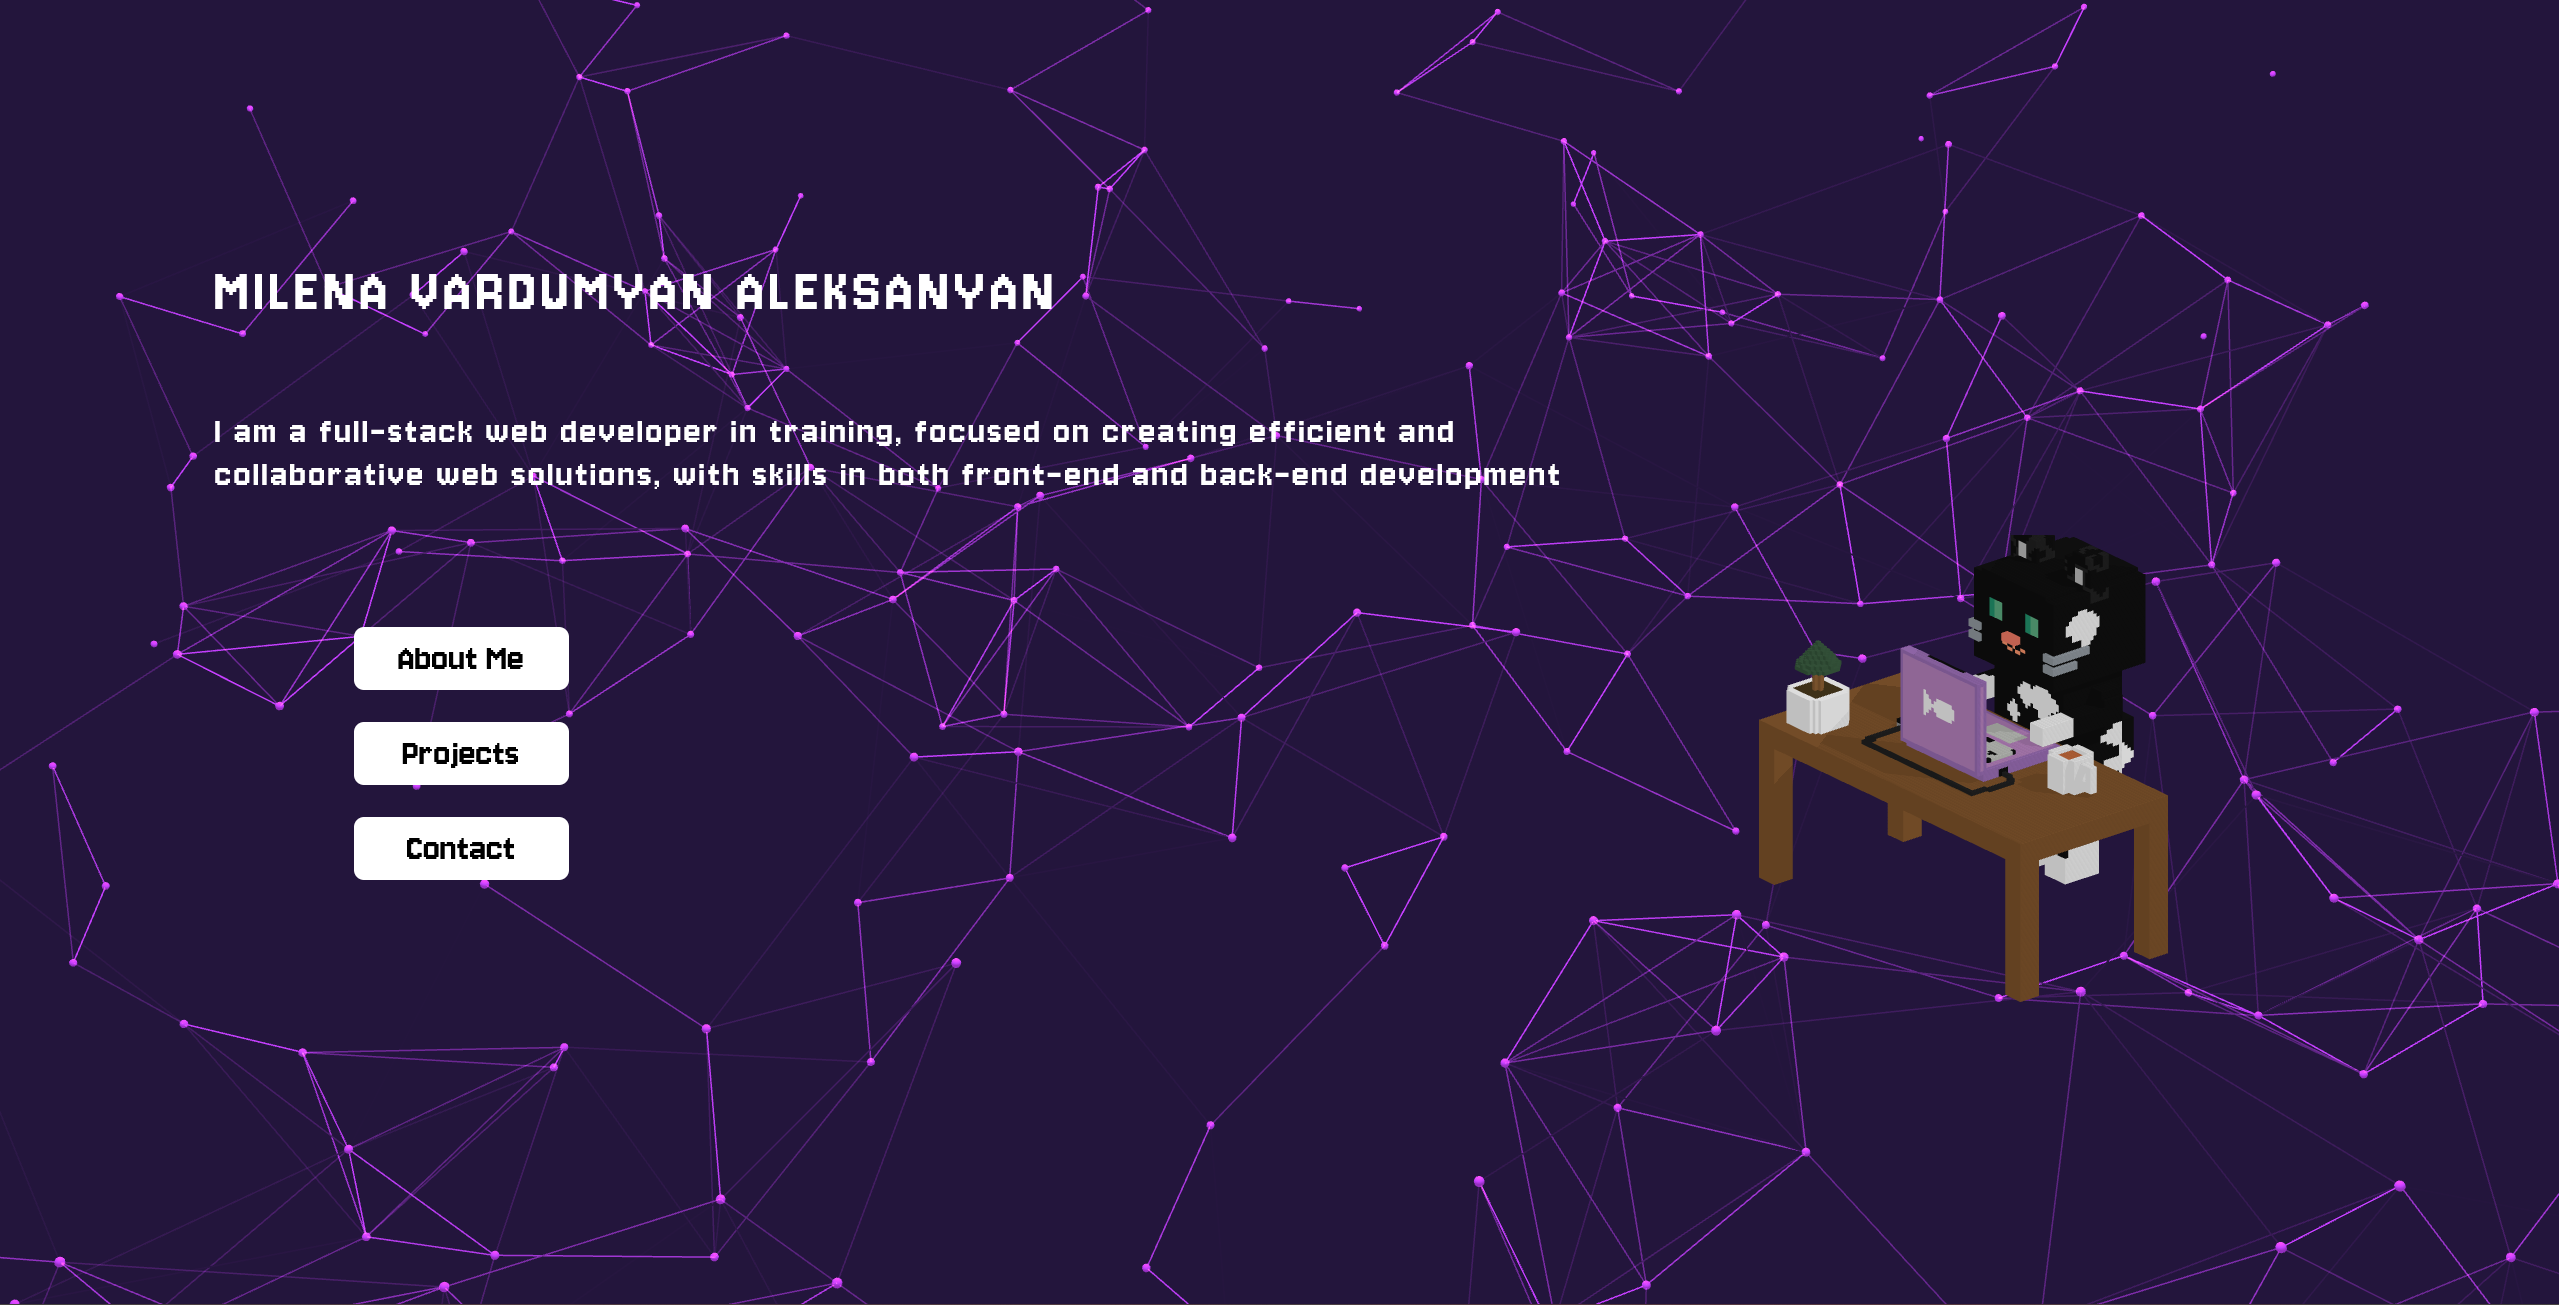 MILENA VARDUMYAN ALEKSANYAN
I am a full-stack web developer in training, focused on creating efficient and
collaborative web solutions, with skills in both front-end and back-end development
About Me
Projects
Contact